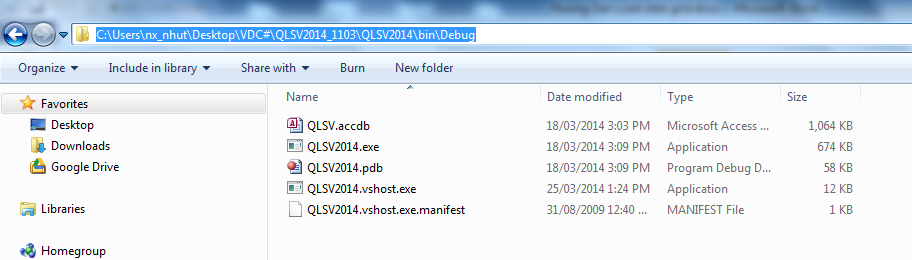 C:\Users\nx_nhut\Desktop\VDC#\QLSV2014_1103\QLSV2014\bin\Debug
Organize Include in library Share with Burn New folder
Favorites
Desktop
Downloads
Google Drive
Libraries
Homegroup
Name Date modified Type Size
QLSV.accdb 18/03/2014 3:03 PM Microsoft Access ... 1,064 KB
QLSV2014.exe 18/03/2014 3:09 PM Application 674 KB
QLSV2014.pdb 18/03/2014 3:09 PM Program Debug D... 58 KB
QLSV2014.vshost.exe 25/03/2014 1:24 PM Application 12 KB
QLSV2014.vshost.exe.manifest 31/08/2009 12:40 ... MANIFEST File 1 KB